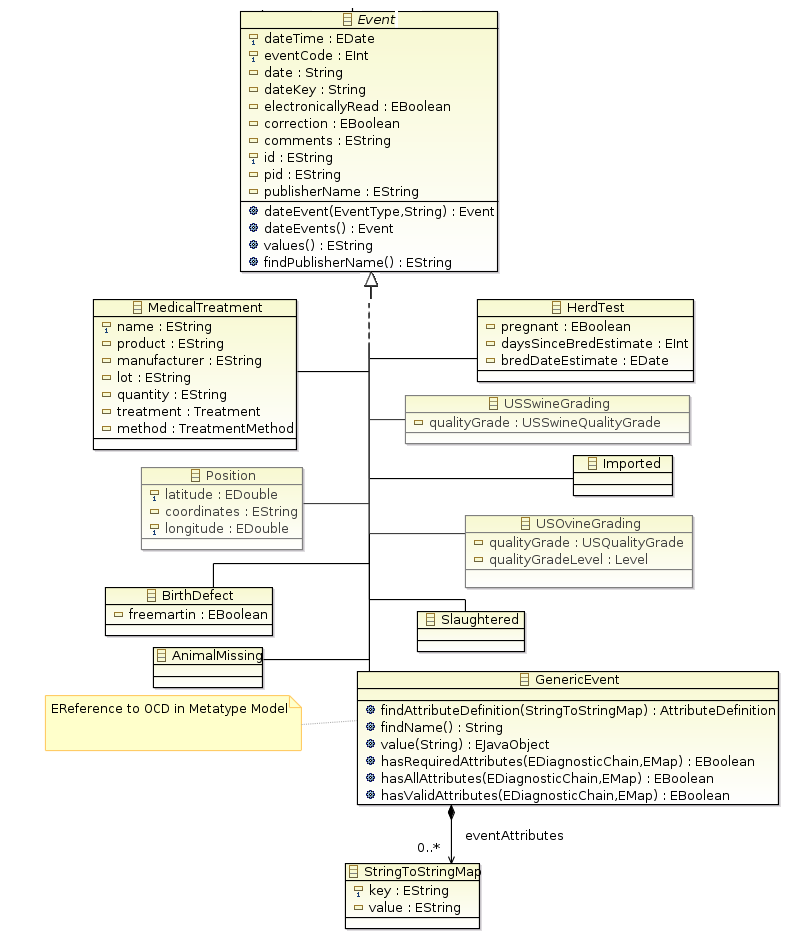 Event
dateTime : EDate
eventCode : EInt
date : String
dateKey : String
electronicallyRead : EBoolean
correction : EBoolean
comments : EString
id : EString
pid : EString
publisherName : EString
dateEvent(EventType,String) : Event
dateEvents() : Event
values() : EString
findPublisherName() : EString
MedicalTreatment
name : EString
product : EString
manufacturer : EString
lot : EString
quantity : EString
treatment : Treatment
method : TreatmentMethod
HerdTest
pregnant : EBoolean
daysSinceBredEstimate : EInt
bredDateEstimate : EDate
USSwineGrading
qualityGrade : USSwineQualityGrade
Imported
Position
latitude : EDouble
coordinates : EString
longitude : EDouble
USOvineGrading
qualityGrade : USQualityGrade
qualityGradeLevel : Level
BirthDefect
freemartin : EBoolean
Slaughtered
AnimalMissing
EReference to OCD in Metatype Model
GenericEvent
findAttributeDefinition(StringToStringMap) : AttributeDefinition
findName() : String
value(String) : EJavaObject
hasRequiredAttributes(EDiagnosticChain,EMap) : EBoolean
hasAllAttributes(EDiagnosticChain,EMap) : EBoolean
hasValidAttributes(EDiagnosticChain,EMap) : EBoolean
eventAttributes
0..*
StringToStringMap
key : EString
value : EString